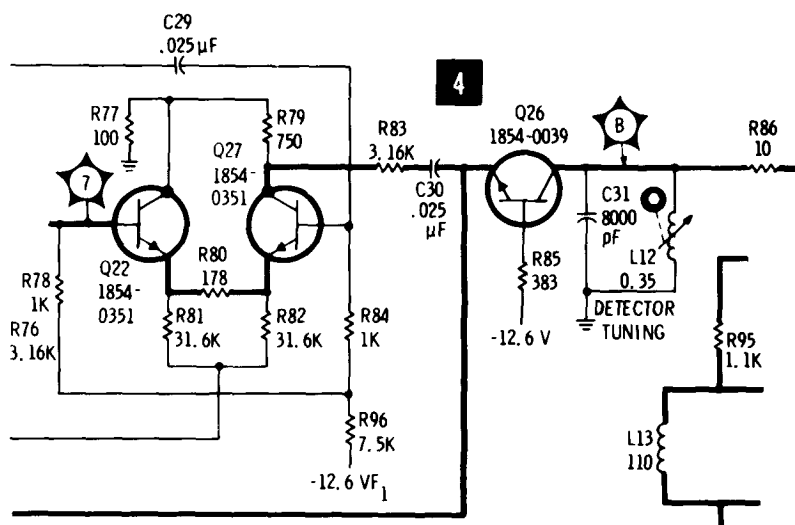 C29
.025µF
4
Q26
1854-0039
B
R86
10
R77
100
R79
750
R83
3.16K
Q27
1854-
0351
7
C30
.025
µF
C31
8000
pF
L12
0.35
DETECTOR
TUNING
R85
383
-12.6 V
Q22
1854-
0351
R80
178
R78
1K
R76
3.16K
R81
31.6K
R82
31.6K
R84
1K
R95
1.1K
R96
7.5K
-12.6 VF1
L13
110